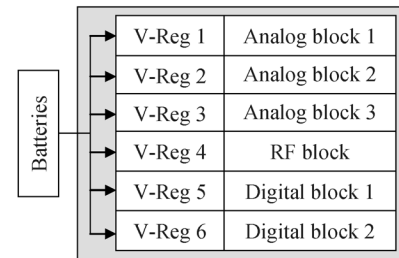 Batteries
V-Reg 1 Analog block 1
V-Reg 2 Analog block 2
V-Reg 3 Analog block 3
V-Reg 4 RF block
V-Reg 5 Digital block 1
V-Reg 6 Digital block 2